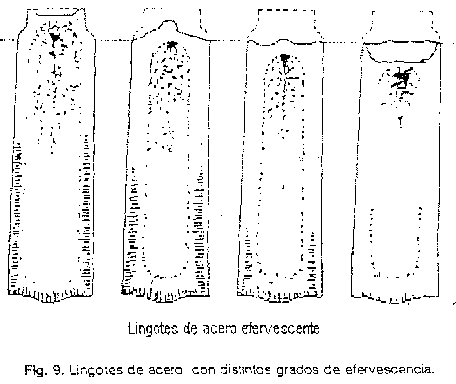 Lingotes de acero efervescente
Fig. 9. Lingotes de acero con distintos grados de efervescencia.